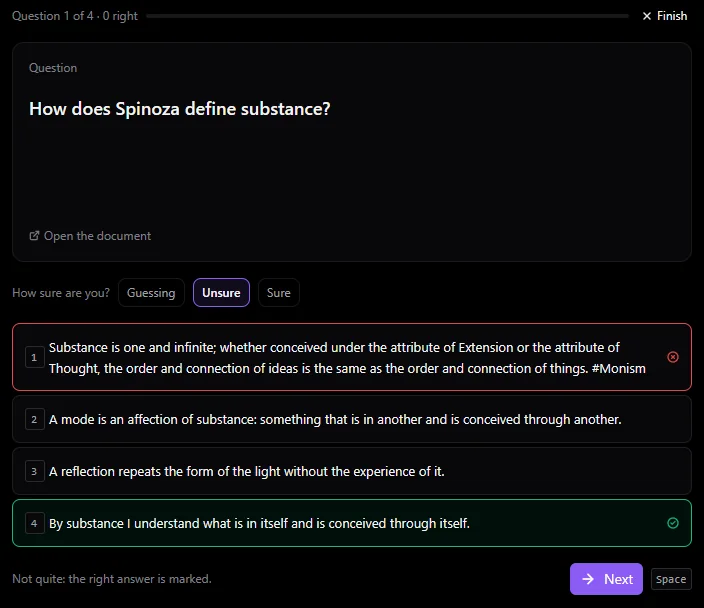 Question 1 of 4 · 0 right
Finish
Question
How does Spinoza define substance?
Open the document
How sure are you? Guessing Unsure Sure
1 Substance is one and infinite; whether conceived under the attribute of Extension or the attribute of
Thought, the order and connection of ideas is the same as the order and connection of things. #Monism
2 A mode is an affection of substance: something that is in another and is conceived through another.
3 A reflection repeats the form of the light without the experience of it.
4 By substance I understand what is in itself and is conceived through itself.
Not quite: the right answer is marked.
Next Space